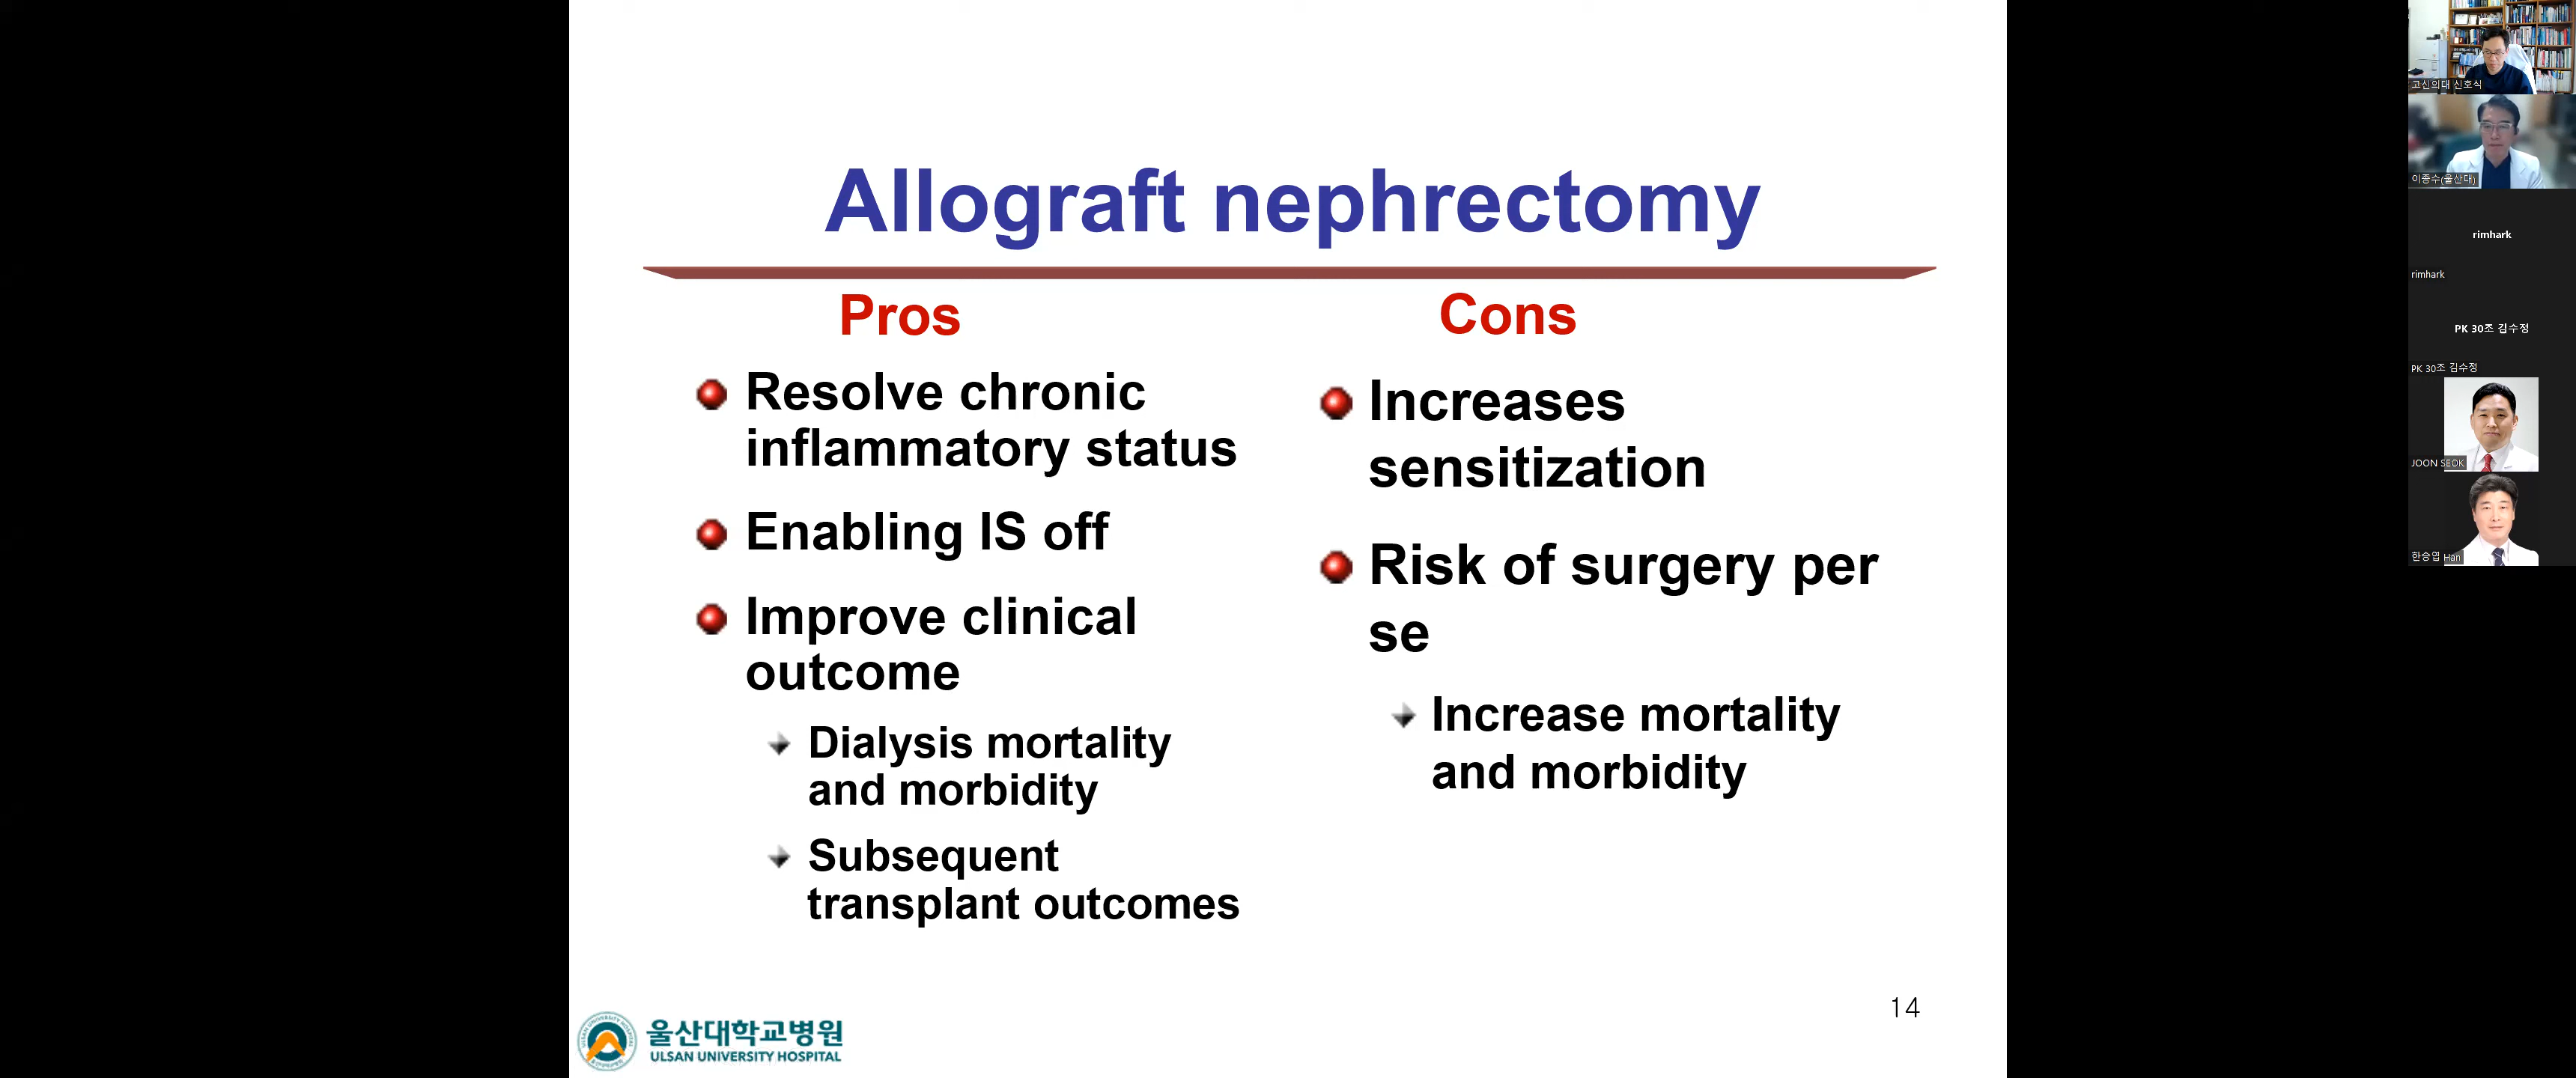 Allograft nephrectomy
Pros
Resolve chronic
inflammatory status
Enabling IS off
Improve clinical
outcome
Dialysis mortality
and morbidity
Subsequent
transplant outcomes
Cons
Increases
sensitization
Risk of surgery per
se
Increase mortality
and morbidity
14
울산대학교병원
ULSAN UNIVERSITY HOSPITAL
고신의대 신호식
이종수(울산대)
rimhark
rimhark
PK 30조 김수정
PK 30조 김수정
JOON SEOK
한승엽 Han